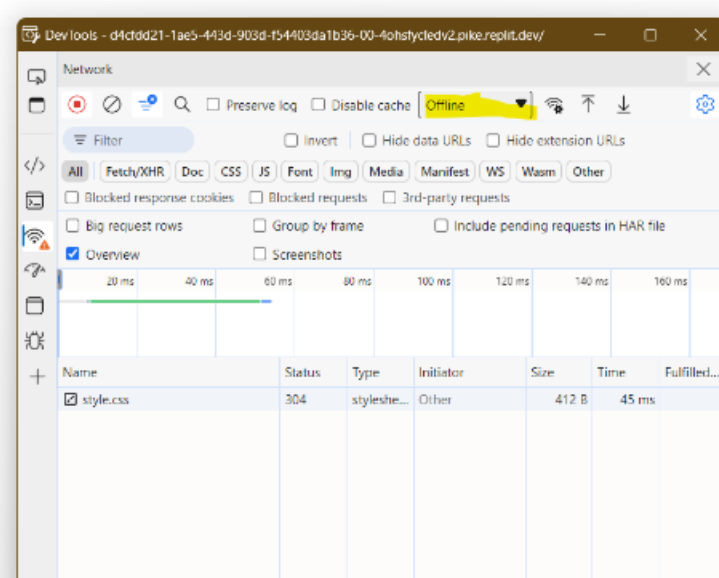 DevTools - d4cfdd21-1ae5-443d-903d-f54403da1b36-00-4ohsfycledv2.pike.replit.dev/
Network
Preserve log Disable cache Offline
Filter Invert Hide data URLs Hide extension URLs
All Fetch/XHR Doc CSS JS Font Img Media Manifest WS Wasm Other
Blocked response cookies Blocked requests 3rd-party requests
Big request rows Group by frame Include pending requests in HAR file
Overview Screenshots
20 ms 40 ms 60 ms 80 ms 100 ms 120 ms 140 ms 160 ms
Name Status Type Initiator Size Time Fulfilled...
style.css 304 styleshe... Other 412 B 45 ms